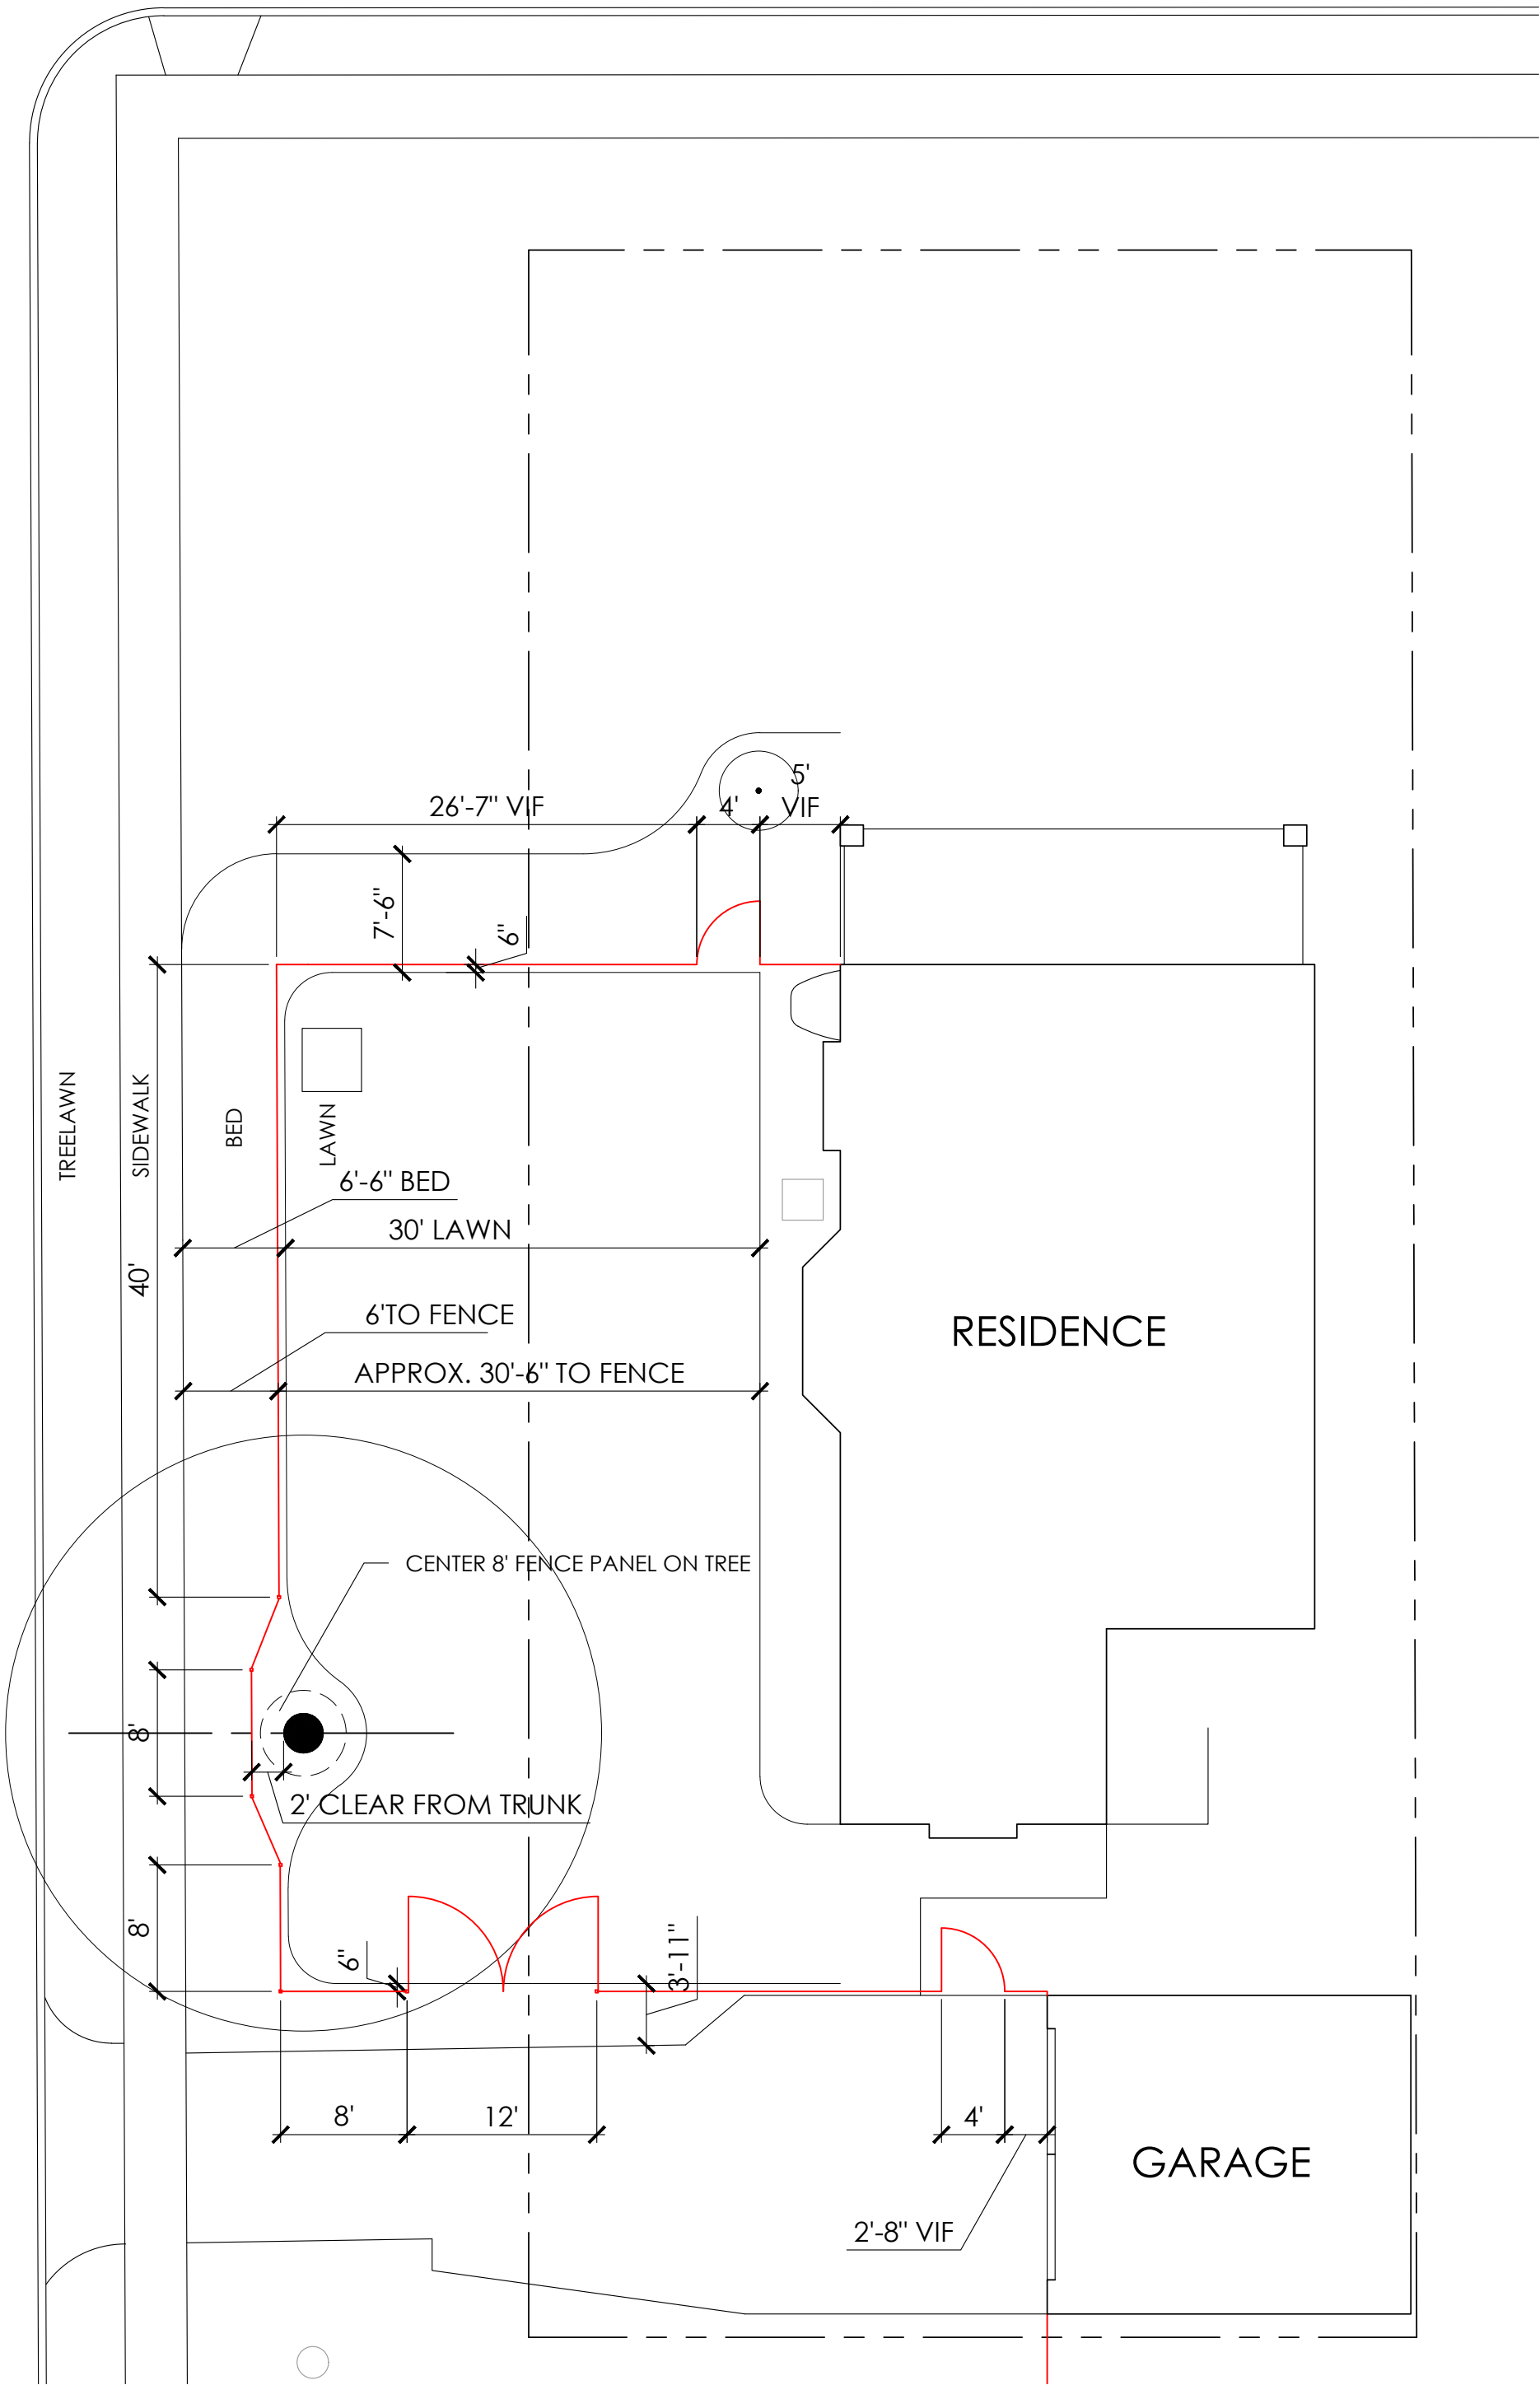 5'
26'-7" VIF
4'
VIF
7'-6"
6"
TREELAWN
SIDEWALK
BED
LAWN
6'-6" BED
30' LAWN
40'
6'TO FENCE
RESIDENCE
APPROX. 30'-6" TO FENCE
CENTER 8' FENCE PANEL ON TREE
8'
2' CLEAR FROM TRUNK
8'
6"
3'-11"
8'
12'
4'
GARAGE
2'-8" VIF